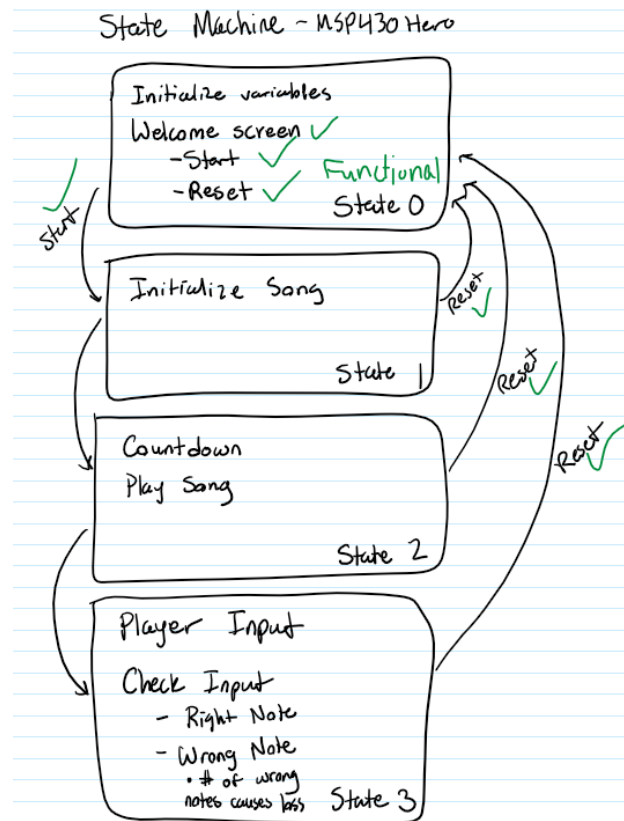 State Machine - MSP430 Hero
Initialize variables
Welcome screen ✓
-Start ✓
-Reset ✓
Functional
State 0
✓
Start
Initialize Song
State 1
Reset
✓
Countdown
Play Song
State 2
Reset
✓
Reset
✓
Player Input
Check Input
- Right Note
- Wrong Note
• # of wrong
notes causes loss
State 3